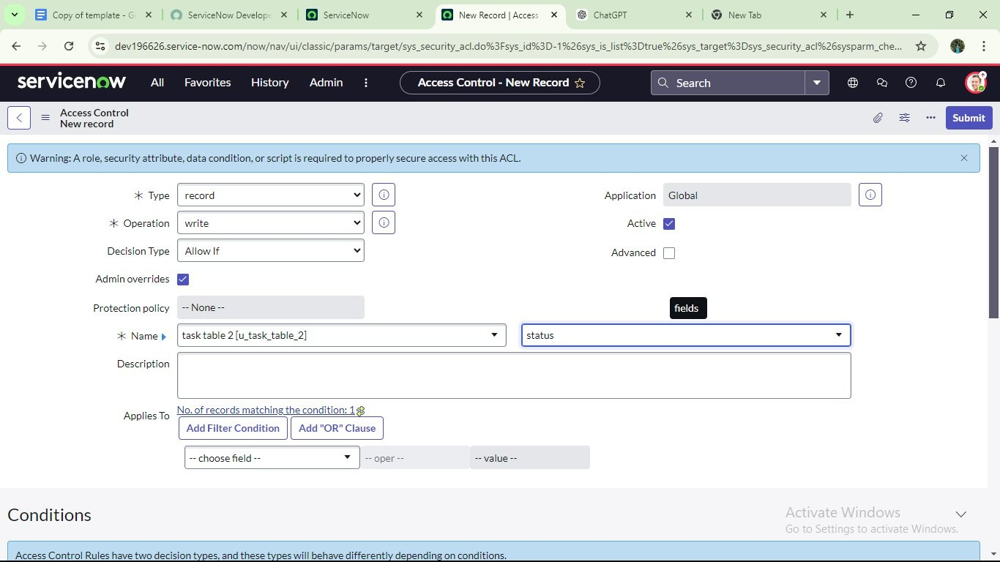 Copy of template - G
ServiceNow Develope
ServiceNow
New Record | Access
ChatGPT
New Tab
dev196626.service-now.com/now/nav/ui/classic/params/target/sys_security_acl.do%3Fsys_id%3D-1%26sys_is_list%3Dtrue%26sys_target%3Dsys_security_acl%26sysparm_che...
servicenow
All
Favorites
History
Admin
Access Control - New Record
Search
Access Control
New record
Submit
Warning: A role, security attribute, data condition, or script is required to properly secure access with this ACL.
Type
record
Application
Global
Operation
write
Active
Decision Type
Allow If
Advanced
Admin overrides
Protection policy
-- None --
fields
Name
task table 2 [u_task_table_2]
status
Description
Applies To
No. of records matching the condition: 1
Add Filter Condition
Add "OR" Clause
-- choose field --
-- oper --
-- value --
Conditions
Activate Windows
Go to Settings to activate Windows.
Access Control Rules have two decision types, and these types will behave differently depending on conditions.